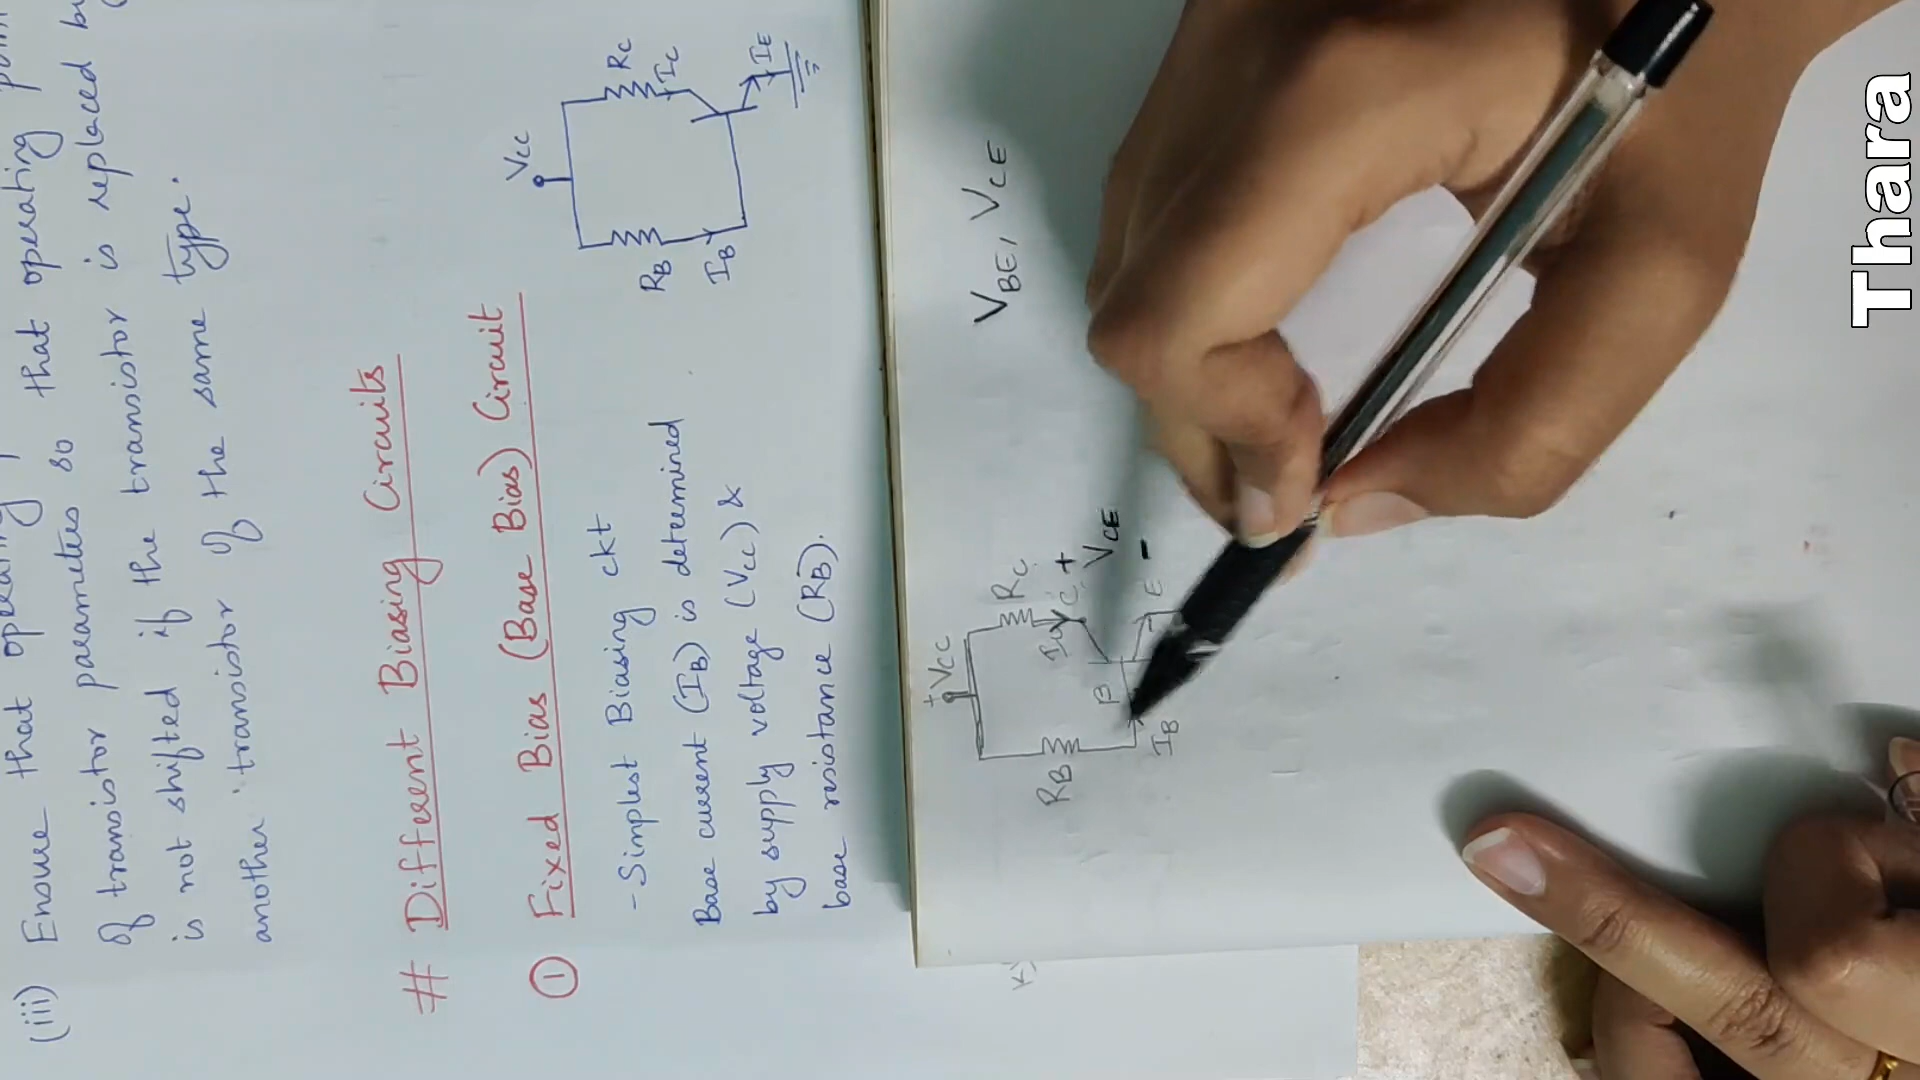 (iii) Ensure that
of transistor parameters so that operating
is not shifted if the transistor is replaced
another transistor of the same type.
# Different Biasing Circuits
① Fixed Bias (Base Bias) Circuit
- Simplest Biasing ckt
Base current (IB) is determined
by supply voltage (VCC) &
base resistance (RB).
VCC
RB
RC
IB
IC
IE
+VCC
RB
RC
IC
C
+
VCE
-
B
E
IB
VBE, VCE
Thara